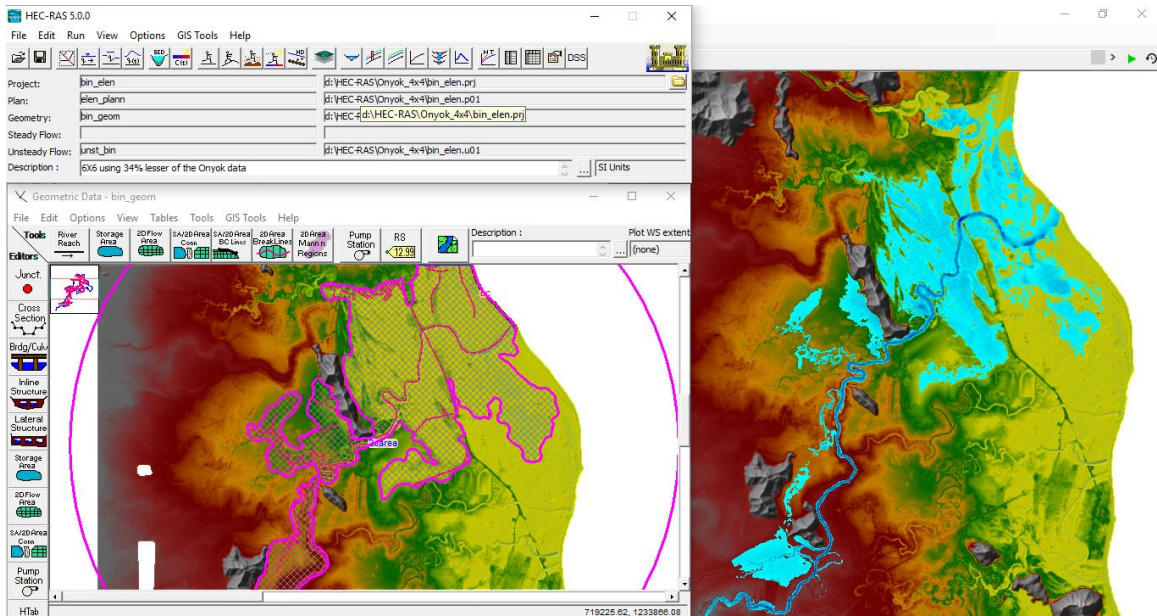 HEC-RAS 5.0.0
File Edit Run View Options GIS Tools Help
DSS
Project: bin_elen d:\HEC-RAS\Onyok_4x4\bin_elen.prj
Plan: elen_plann d:\HEC-RAS\Onyok_4x4\bin_elen.p01
Geometry: bin_geom d:\HEC-F d:\HEC-RAS\Onyok_4x4\bin_elen.prj
Steady Flow:
Unsteady Flow: unst_bin d:\HEC-RAS\Onyok_4x4\bin_elen.u01
Description : 6X6 using 34% lesser of the Onyok data ... SI Units
Geometric Data - bin_geom
File Edit Options View Tables Tools GIS Tools Help
Tools
Editors
River Reach
Storage Area
2D Flow Area
SA/2D Area Conn
SA/2D Area BC Lines
2D Area BreakLines
2D Area Mann n Regions
Pump Station
RS
12.99
Description :
...
Plot WS extent
(none)
Junct.
Cross Section
Brdg/Culv
Inline Structure
Lateral Structure
Storage Area
2D Flow Area
SA/2D Area Conn
Pump Station
HTab
719225.62, 1233866.08